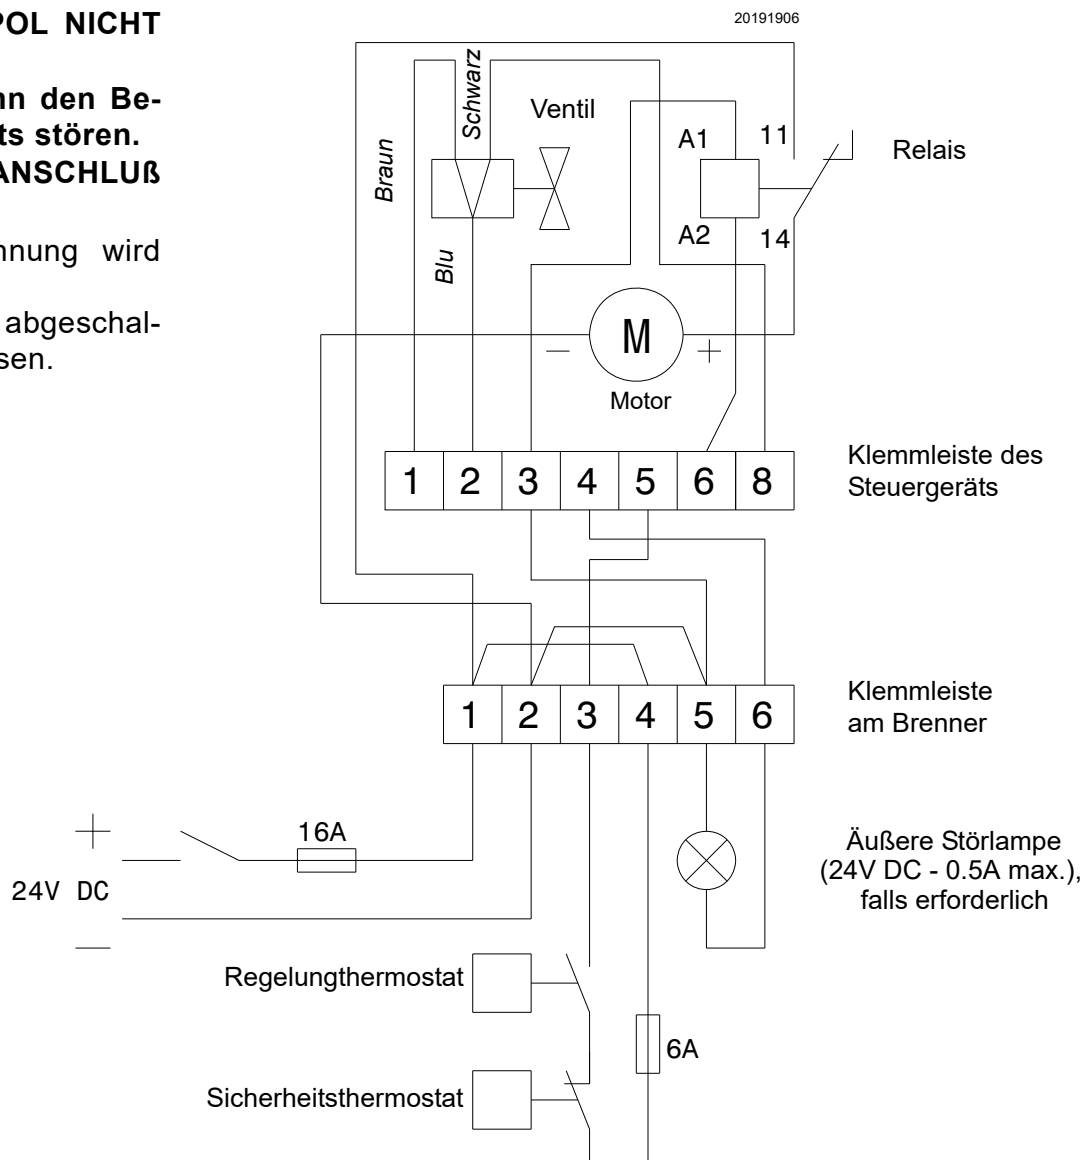 POL NICHT
nn den Be-
ts stören.
ANSCHLUß
nnung wird
abgeschal-
sen.
20191906
Braun
Schwarz
Blu
Ventil
A1
11
Relais
A2
14
M
−
+
Motor
1 2 3 4 5 6 8
Klemmleiste des
Steuergeräts
1 2 3 4 5 6
Klemmleiste
am Brenner
+
16A
24V DC
−
Äußere Störlampe
(24V DC - 0.5A max.),
falls erforderlich
Regelungthermostat
6A
Sicherheitsthermostat